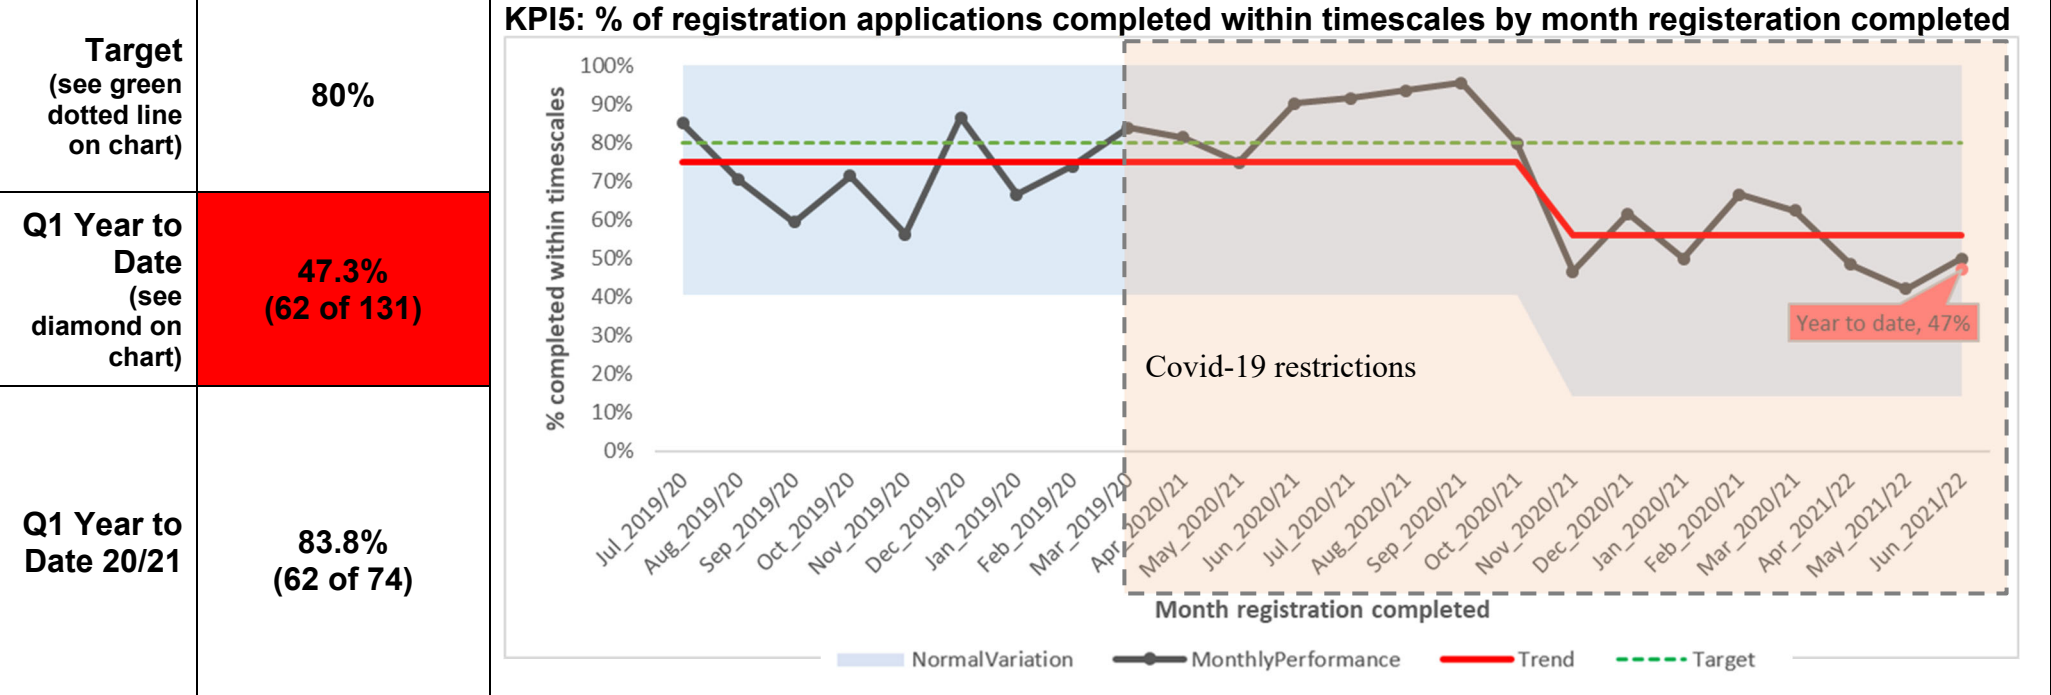 Target
(see green
dotted line
on chart)
80%
Q1 Year to
Date
(see
diamond on
chart)
47.3%
(62 of 131)
Q1 Year to
Date 20/21
83.8%
(62 of 74)
KPI5: % of registration applications completed within timescales by month registeration completed
% completed within timescales
100%
90%
80%
70%
60%
50%
40%
30%
20%
10%
0%
Covid-19 restrictions
Year to date, 47%
Jul_2019/20
Aug_2019/20
Sep_2019/20
Oct_2019/20
Nov_2019/20
Dec_2019/20
Jan_2019/20
Feb_2019/20
Mar_2019/20
Apr_2020/21
May_2020/21
Jun_2020/21
Jul_2020/21
Aug_2020/21
Sep_2020/21
Oct_2020/21
Nov_2020/21
Dec_2020/21
Jan_2020/21
Feb_2020/21
Mar_2020/21
Apr_2021/22
May_2021/22
Jun_2021/22
Month registration completed
NormalVariation
MonthlyPerformance
Trend
Target